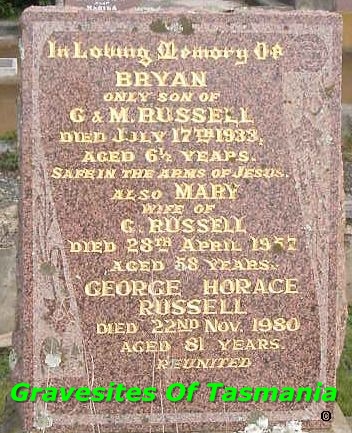 In Loving Memory Of
BRYAN
ONLY SON OF
G & M. RUSSELL
DIED JULY 17TH 1933,
AGED 6½ YEARS.
SAFE IN THE ARMS OF JESUS.
ALSO MARY
WIFE OF
G. RUSSELL
DIED 28TH APRIL 1957
AGED 58 YEARS.
GEORGE HORACE
RUSSELL
DIED 22ND NOV. 1980
AGED 81 YEARS.
REUNITED
Gravesites Of Tasmania
©